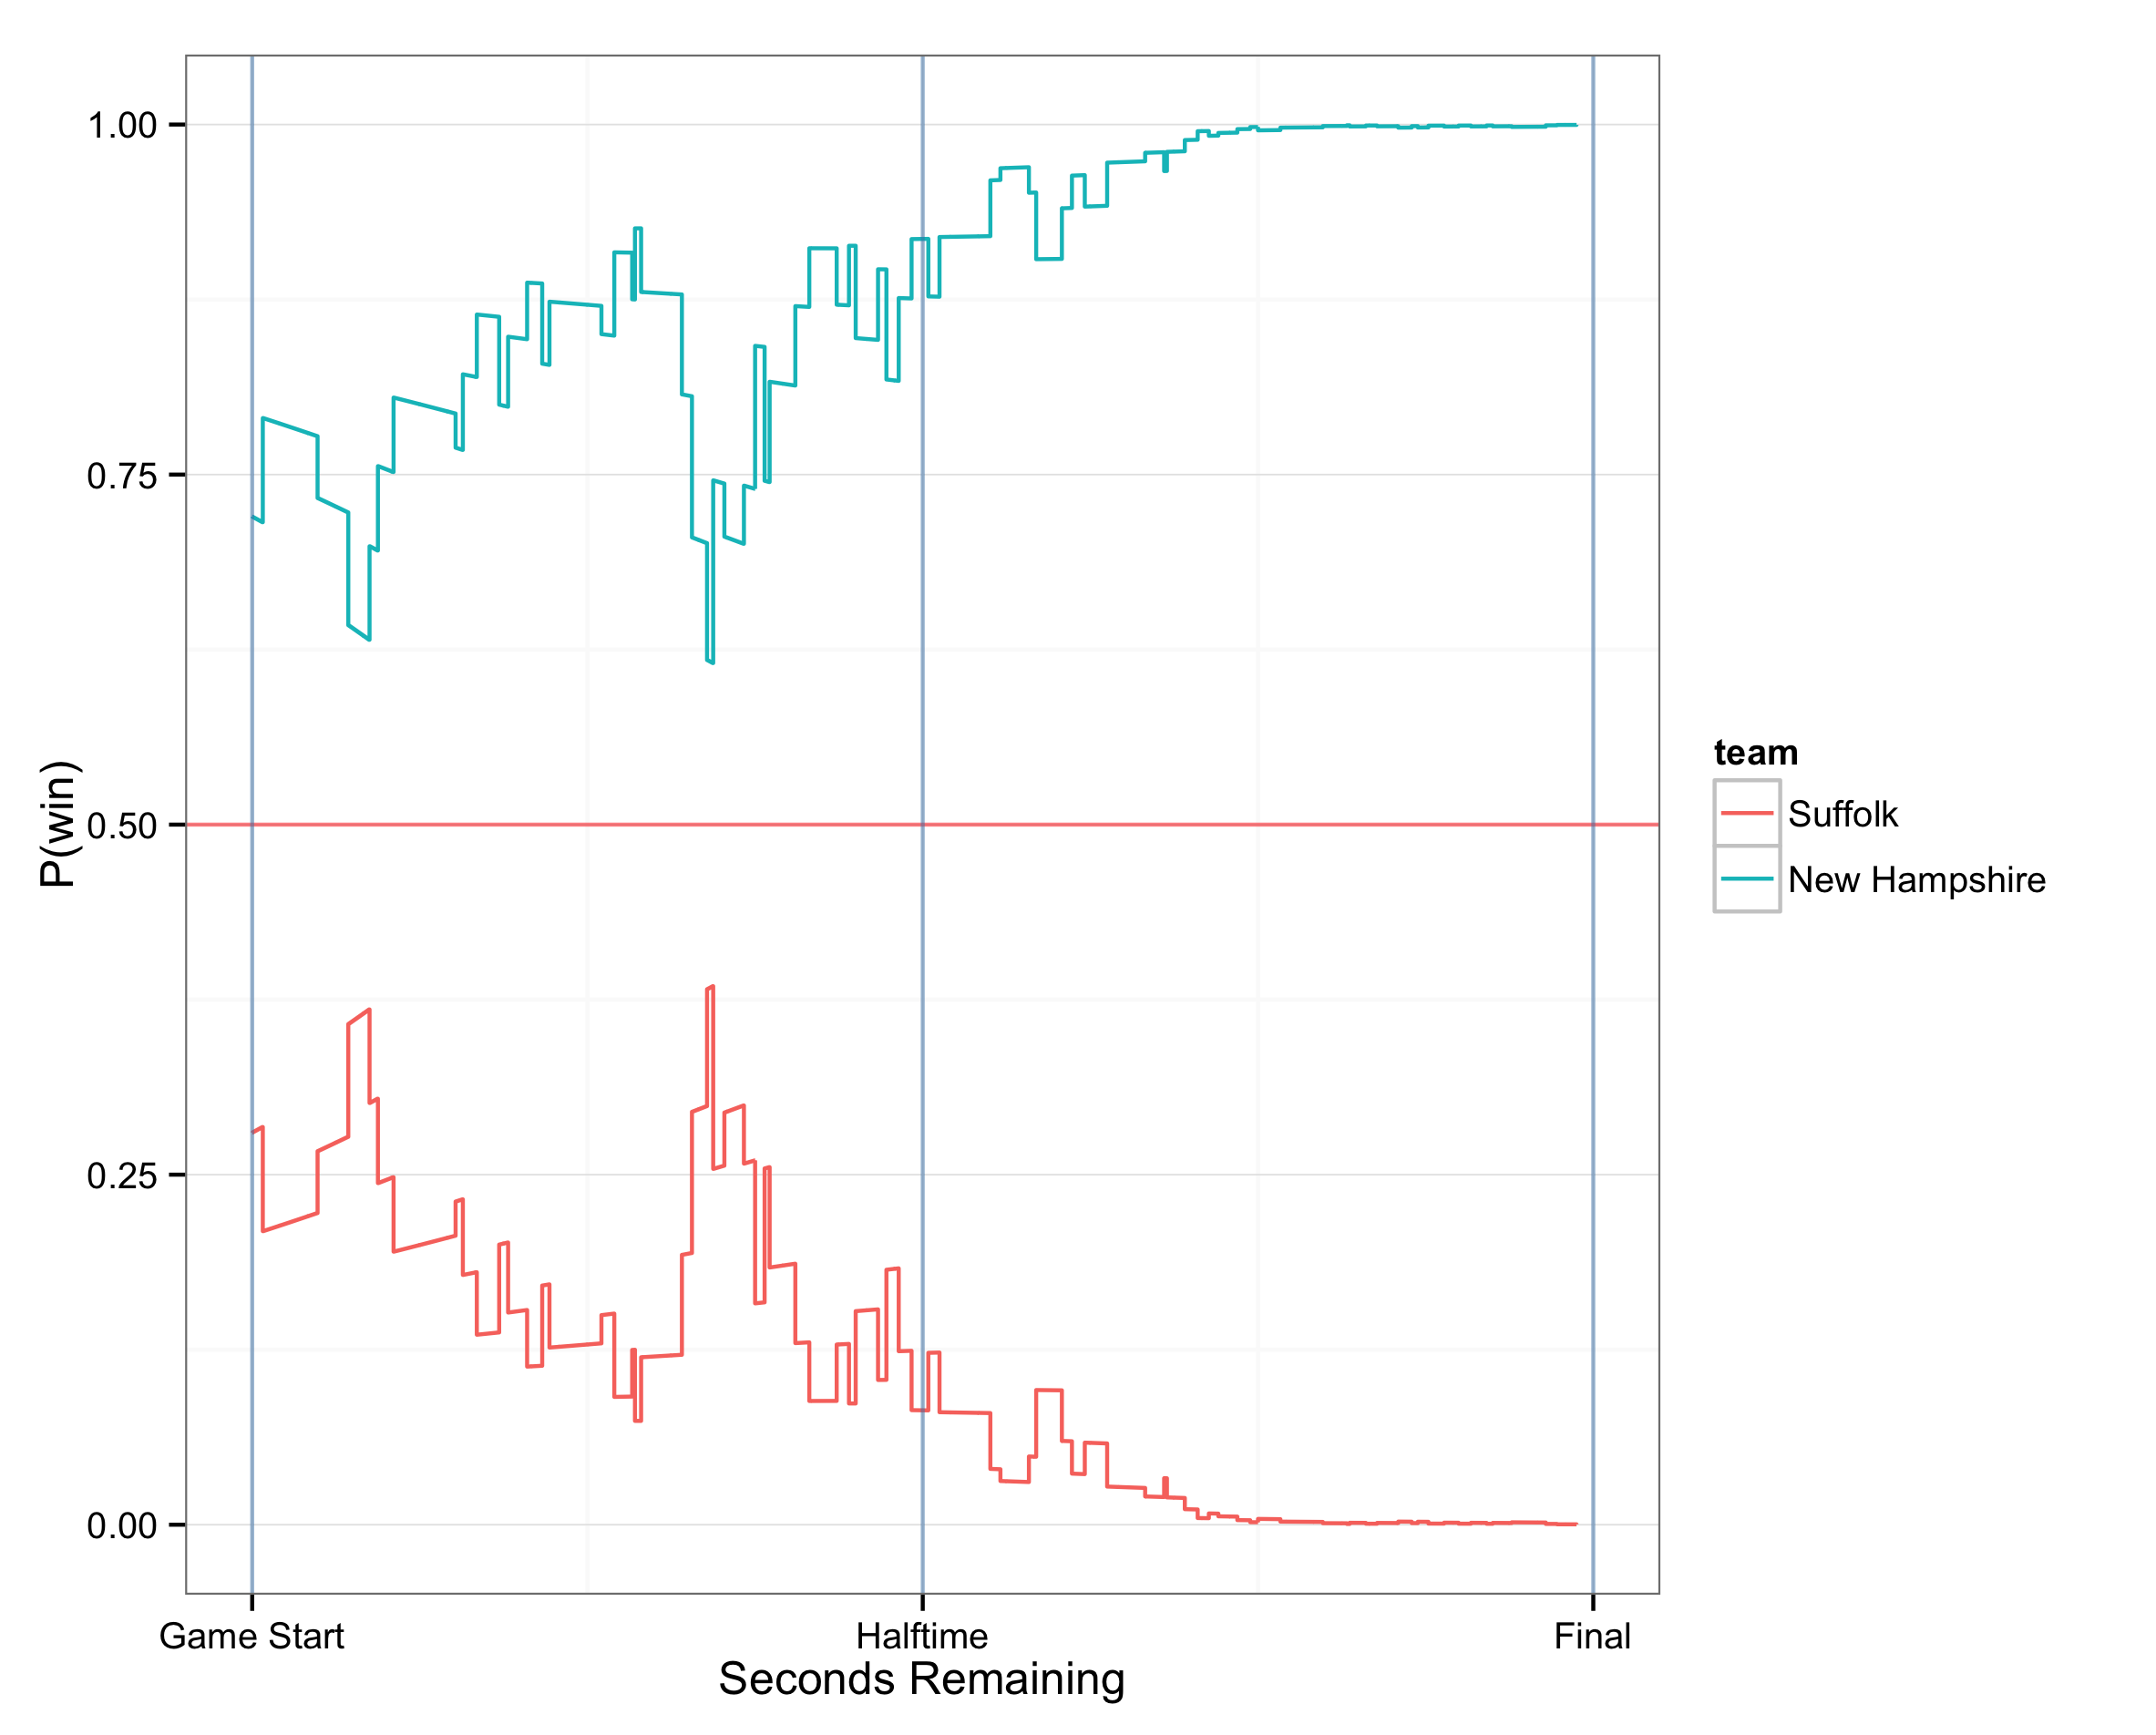 1.00
0.75
0.50
0.25
0.00
P(win)
Game Start
Halftime
Final
Seconds Remaining
team
Suffolk
New Hampshire